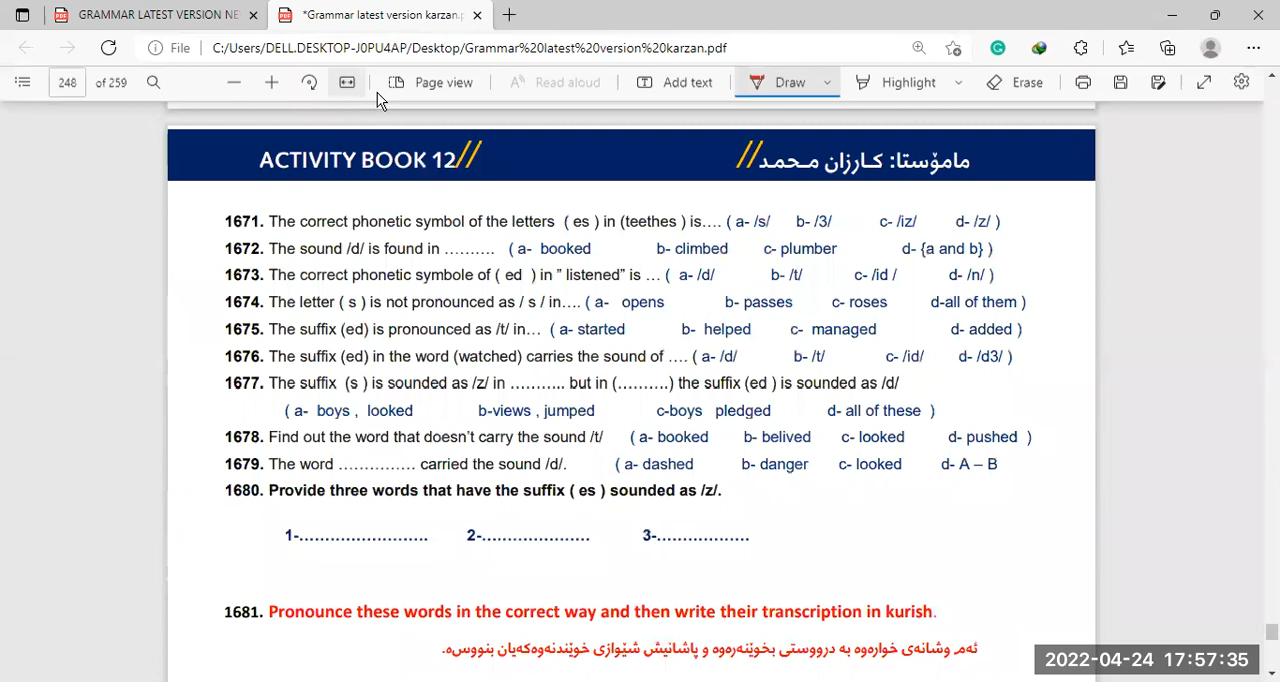 GRAMMAR LATEST VERSION NE
*Grammar latest version karzan.p
File C:/Users/DELL.DESKTOP-J0PU4AP/Desktop/Grammar%20latest%20version%20karzan.pdf
248 of 259 Page view Read aloud Add text Draw Highlight Erase
ACTIVITY BOOK 12// //مامۆستا: کـارزان محـمد
1671. The correct phonetic symbol of the letters ( es ) in (teethes ) is.... ( a- /s/ b- /3/ c- /iz/ d- /z/ )
1672. The sound /d/ is found in .......... ( a- booked b- climbed c- plumber d- {a and b} )
1673. The correct phonetic symbole of ( ed ) in " listened" is ... ( a- /d/ b- /t/ c- /id / d- /n/ )
1674. The letter ( s ) is not pronounced as / s / in.... ( a- opens b- passes c- roses d-all of them )
1675. The suffix (ed) is pronounced as /t/ in... ( a- started b- helped c- managed d- added )
1676. The suffix (ed) in the word (watched) carries the sound of .... ( a- /d/ b- /t/ c- /id/ d- /d3/ )
1677. The suffix (s ) is sounded as /z/ in .......... but in (..........) the suffix (ed ) is sounded as /d/
( a- boys , looked b-views , jumped c-boys pledged d- all of these )
1678. Find out the word that doesn't carry the sound /t/ ( a- booked b- belived c- looked d- pushed )
1679. The word ............... carried the sound /d/. ( a- dashed b- danger c- looked d- A – B
1680. Provide three words that have the suffix ( es ) sounded as /z/.
1-......................... 2-..................... 3-..................
1681. Pronounce these words in the correct way and then write their transcription in kurish.
ئەم وشانەی خوارەوە بە درووستی بخوێنەرەوە و پاشانیش شێوازی خوێندنەوەکەیان بنووسە.
2022-04-24 17:57:35